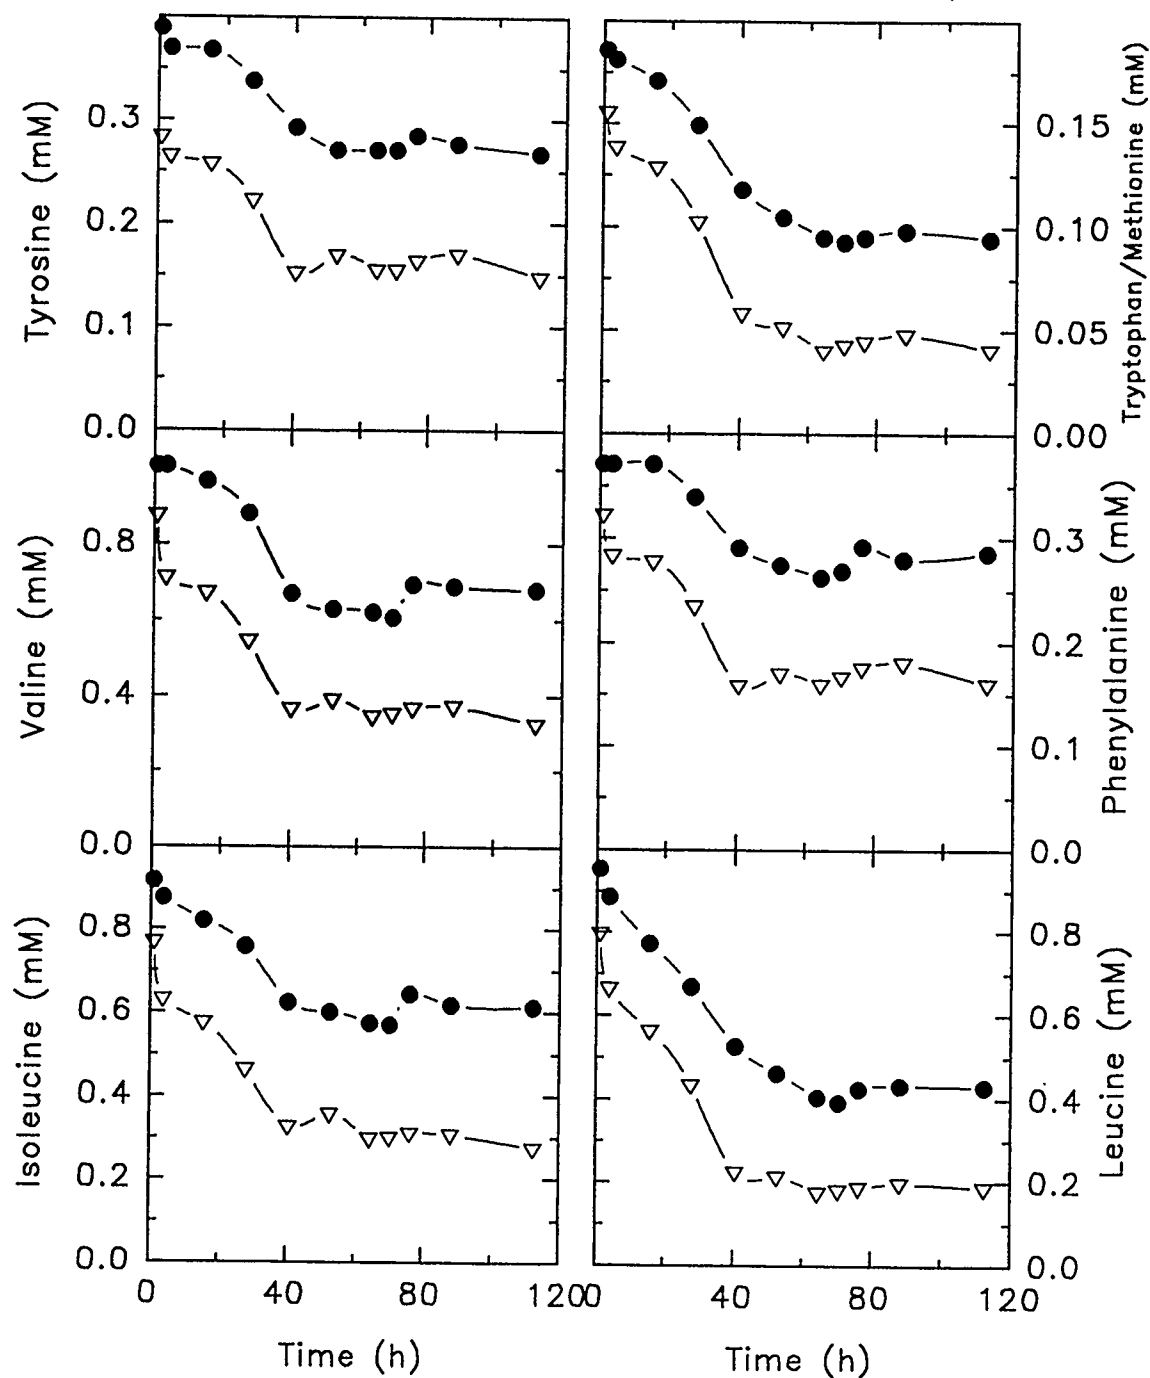 Tyrosine (mM)
0.3
0.2
0.1
0.0
Tryptophan/Methionine (mM)
0.15
0.10
0.05
0.00
Valine (mM)
0.8
0.4
0.0
Phenylalanine (mM)
0.3
0.2
0.1
0.0
Isoleucine (mM)
0.8
0.6
0.4
0.2
0.0
Leucine (mM)
0.8
0.6
0.4
0.2
0.0
0 40 80 120
0 40 80 120
Time (h)
Time (h)